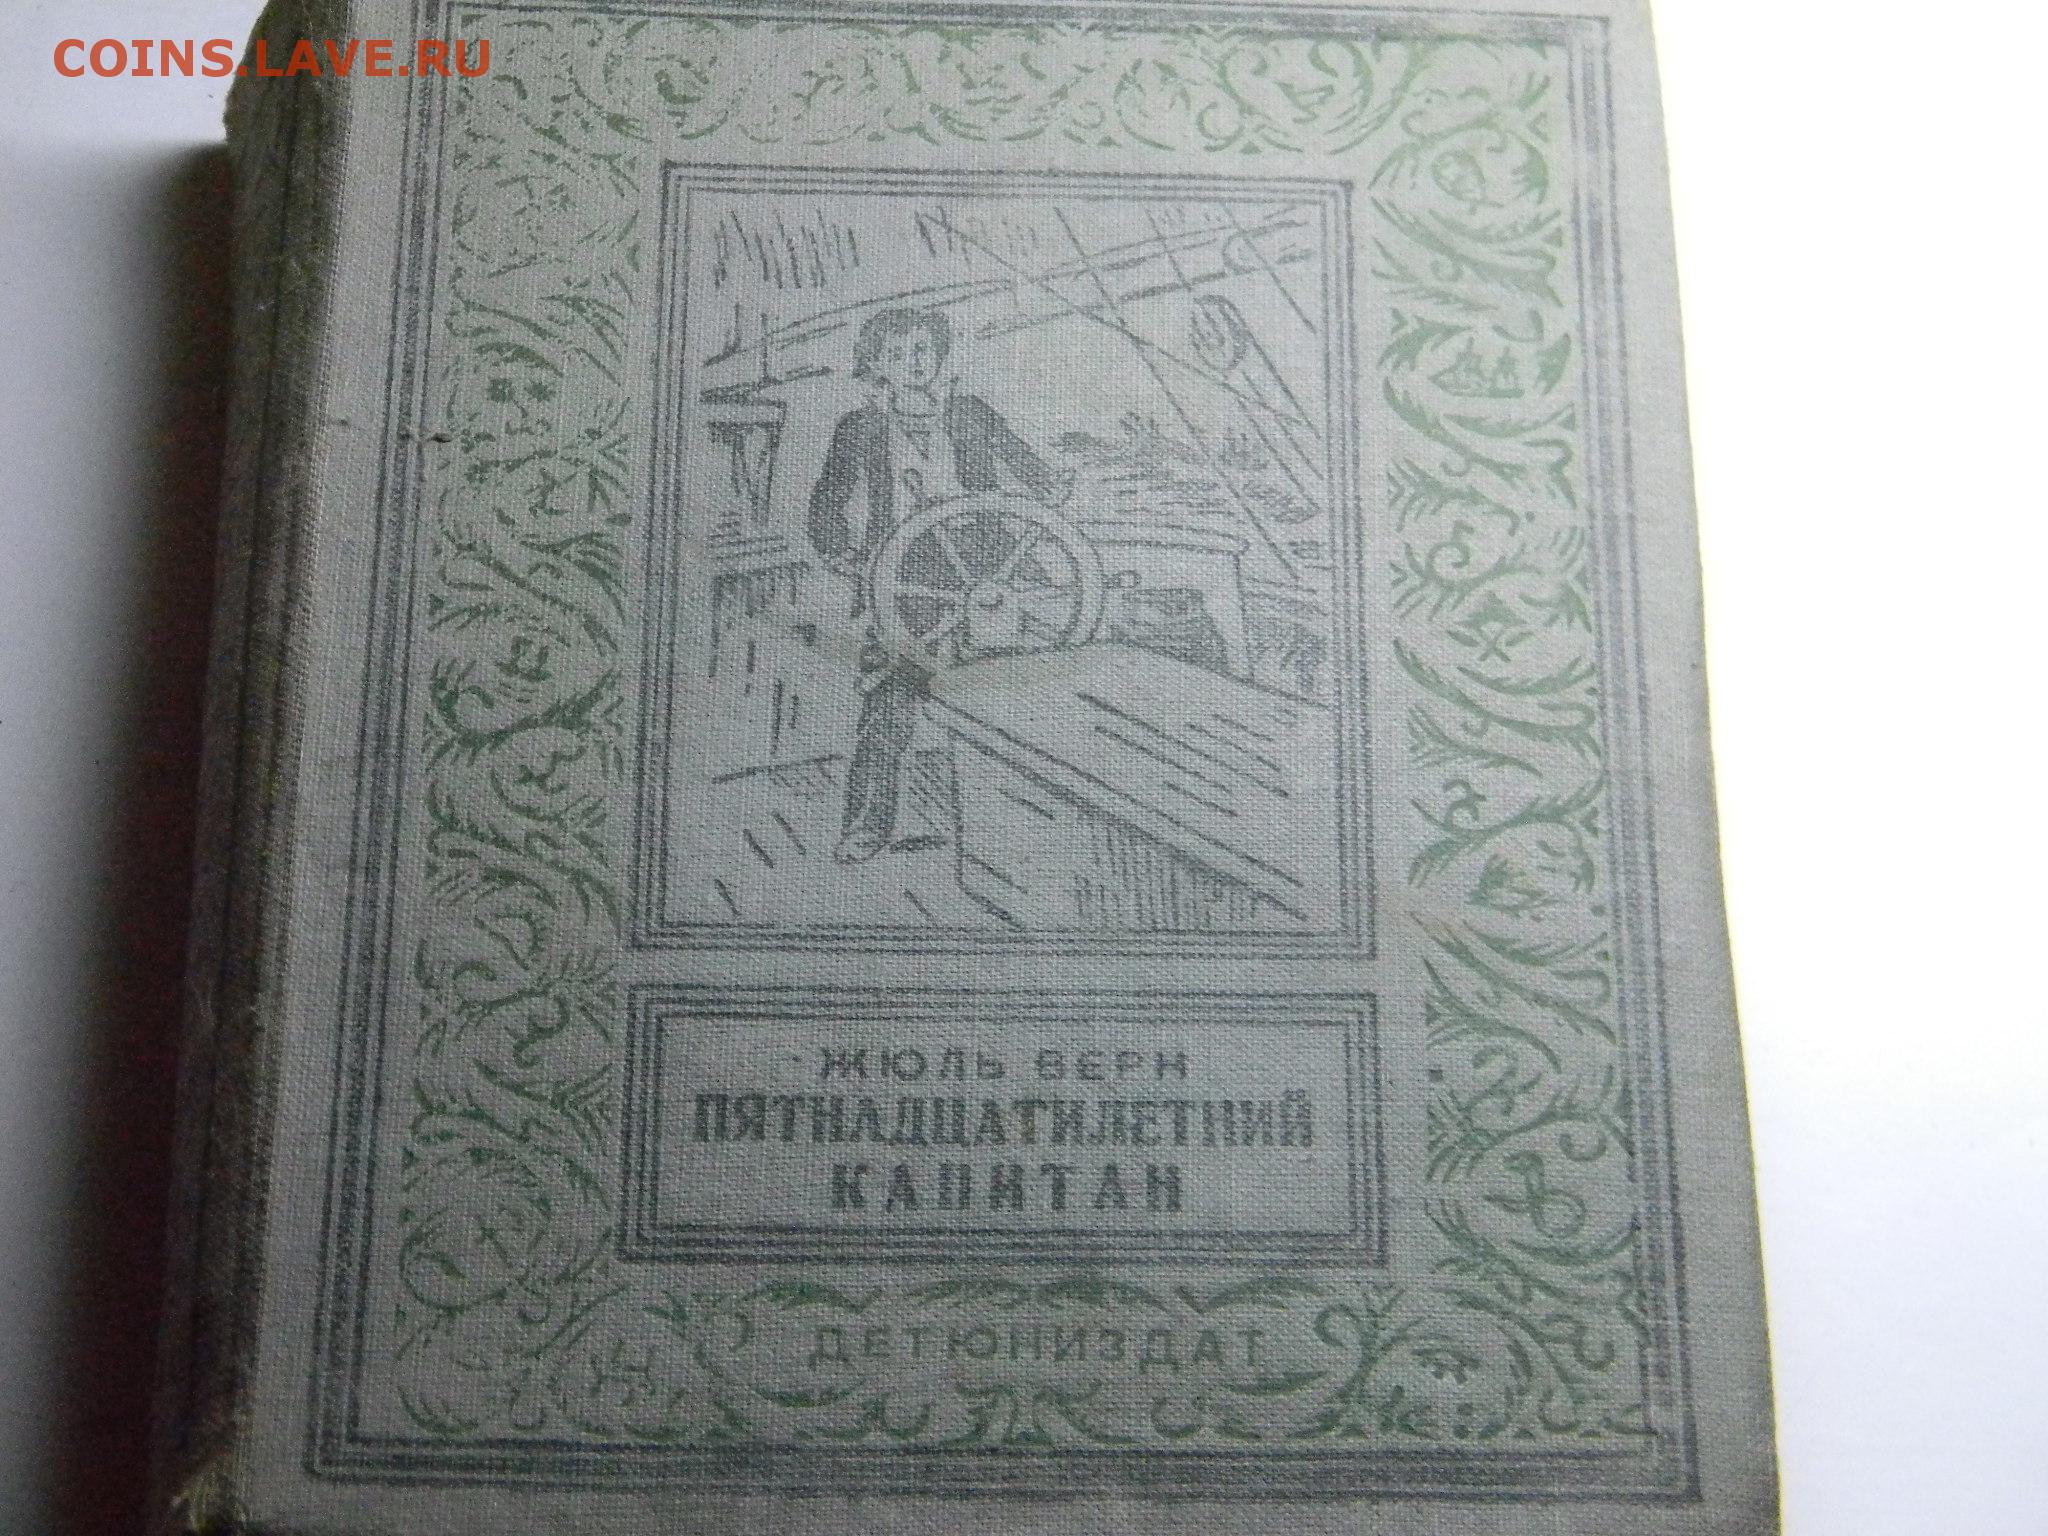 COINS.LAVE.RU
ЖЮЛЬ ВЕРН
ПЯТНАДЦАТИЛЕТНИЙ
КАПИТАН
ДЕТЮНИЗДАТ